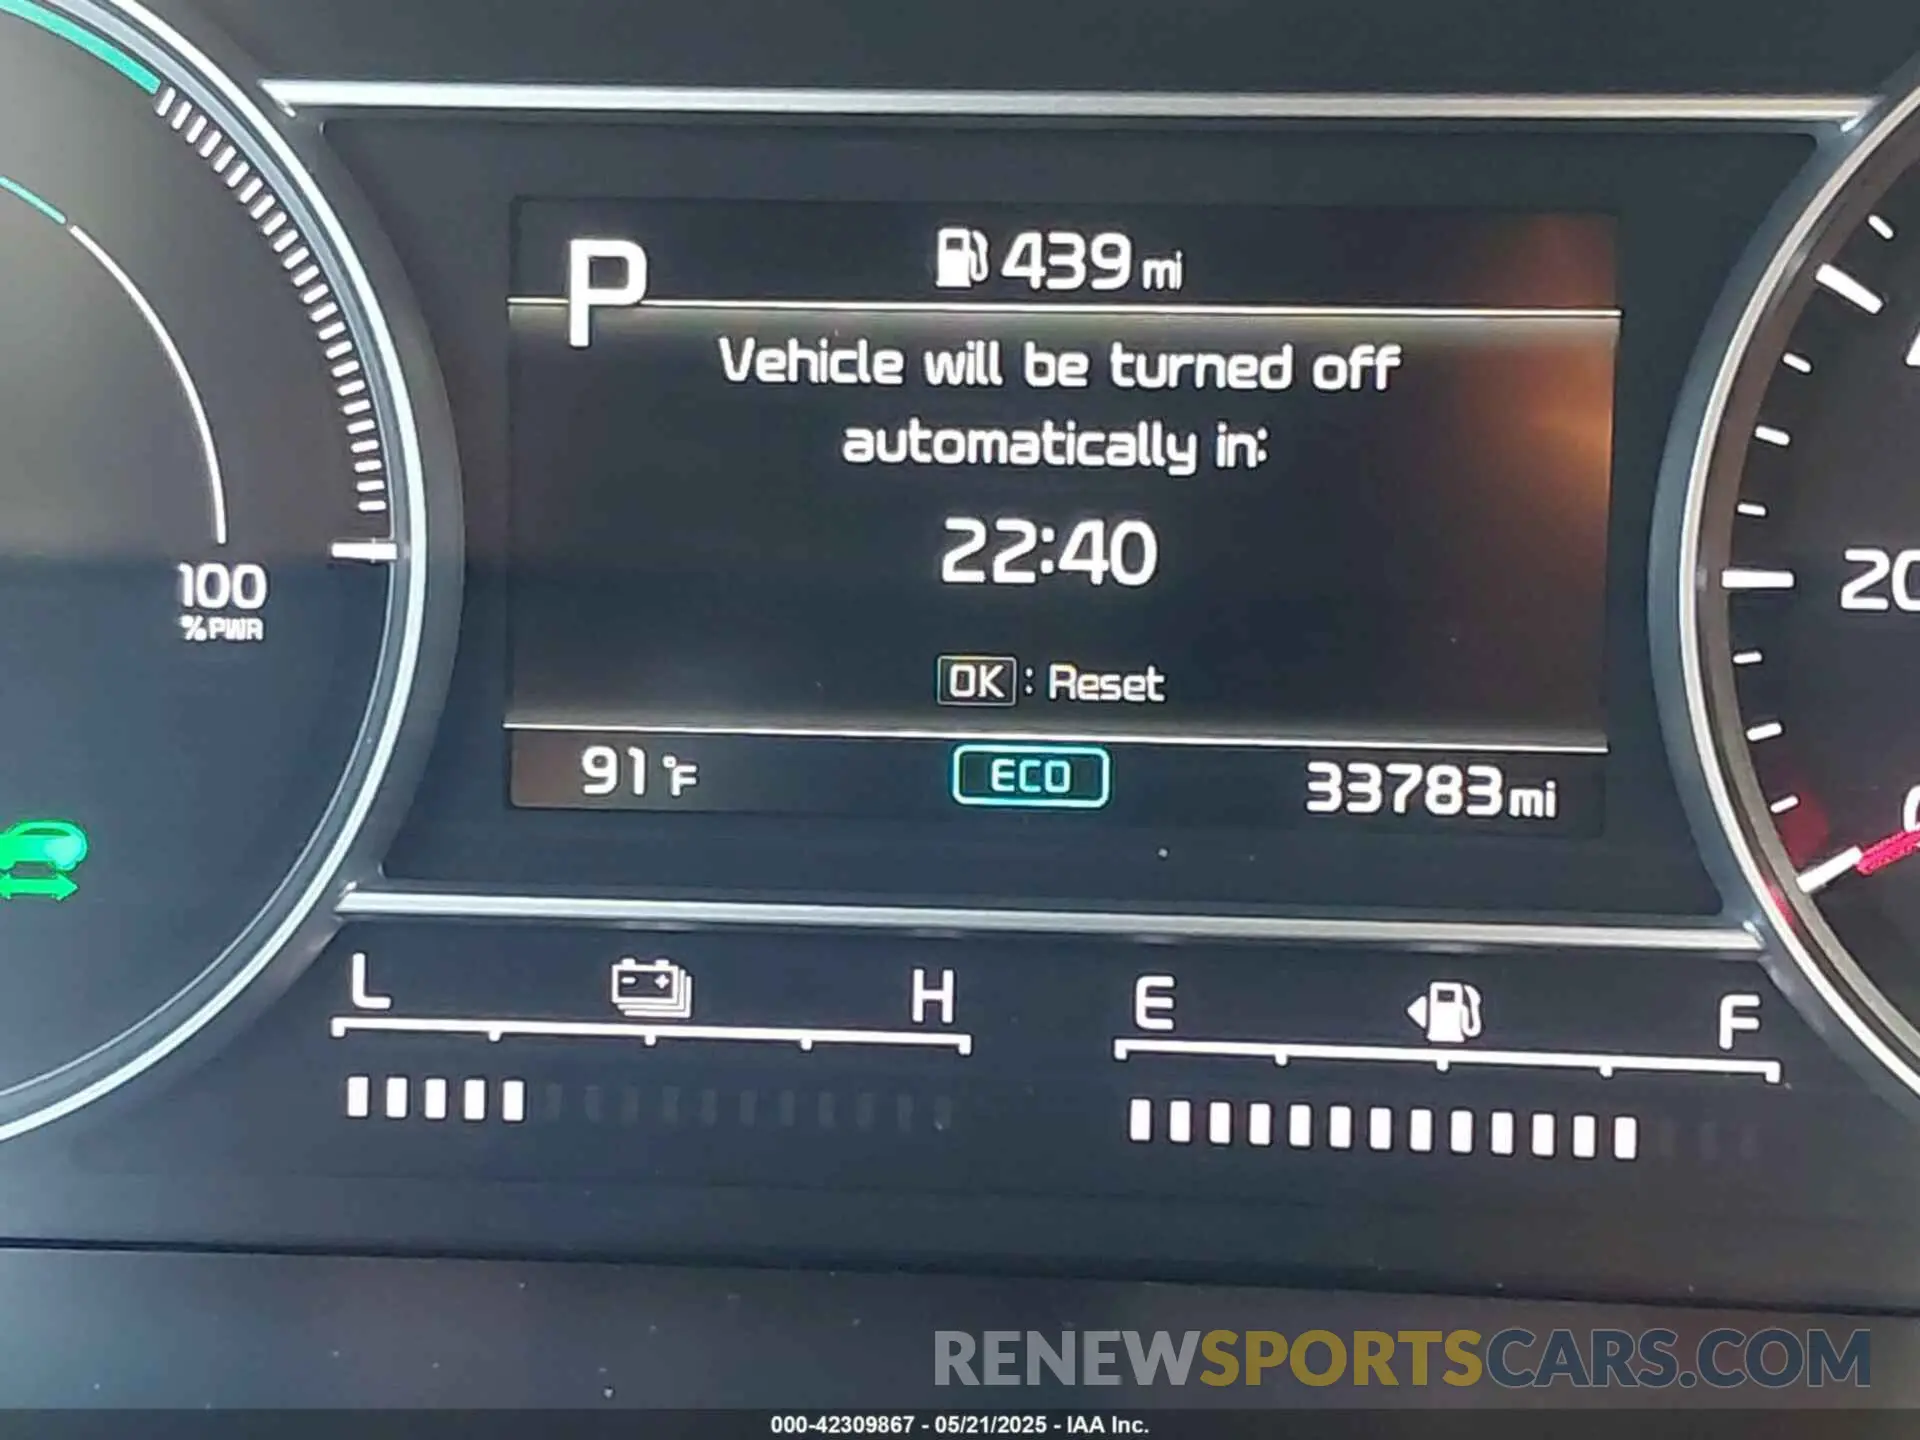 P
439 mi
Vehicle will be turned off
automatically in:
22:40
OK : Reset
91 °F
ECO
33783 mi
100
% PWR
20
L
H
E
F
RENEWSPORTSCARS.COM
000-42309867 - 05/21/2025 - IAA Inc.